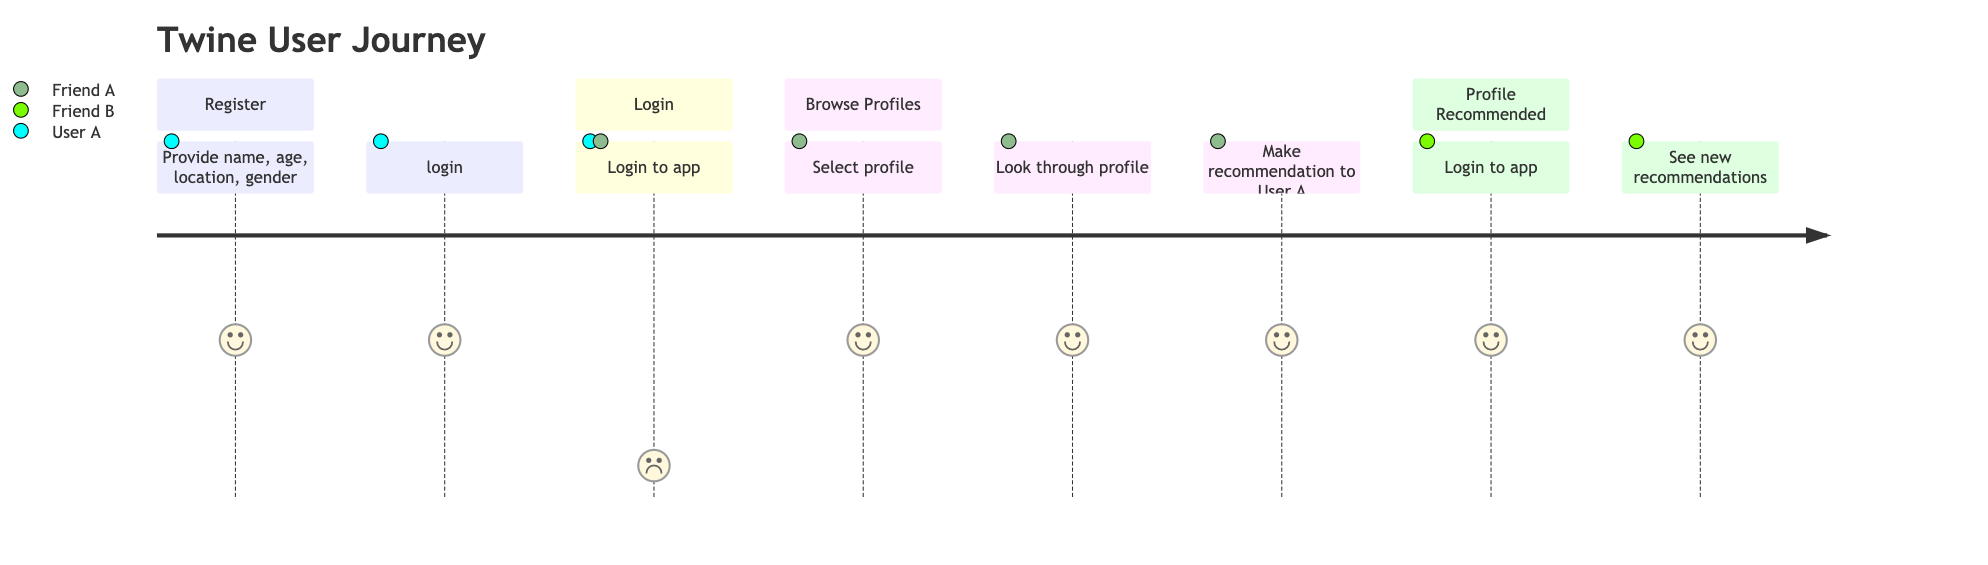 Twine User Journey
Friend A
Friend B
User A
Register
Login
Browse Profiles
Profile
Recommended
Provide name, age,
location, gender
login
Login to app
Select profile
Look through profile
Make
recommendation to
User A
Login to app
See new
recommendations